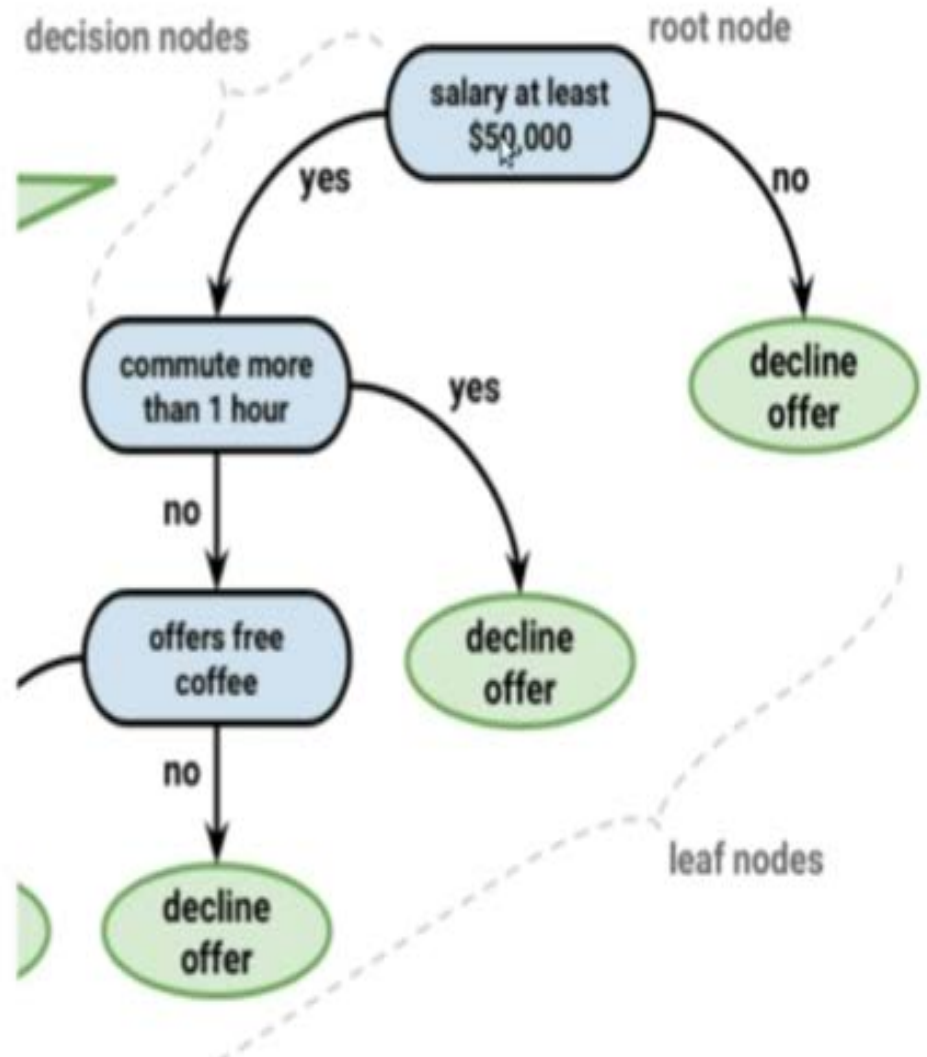 decision nodes
root node
salary at least
$50,000
yes
no
commute more
than 1 hour
yes
decline
offer
no
offers free
coffee
decline
offer
no
leaf nodes
decline
offer